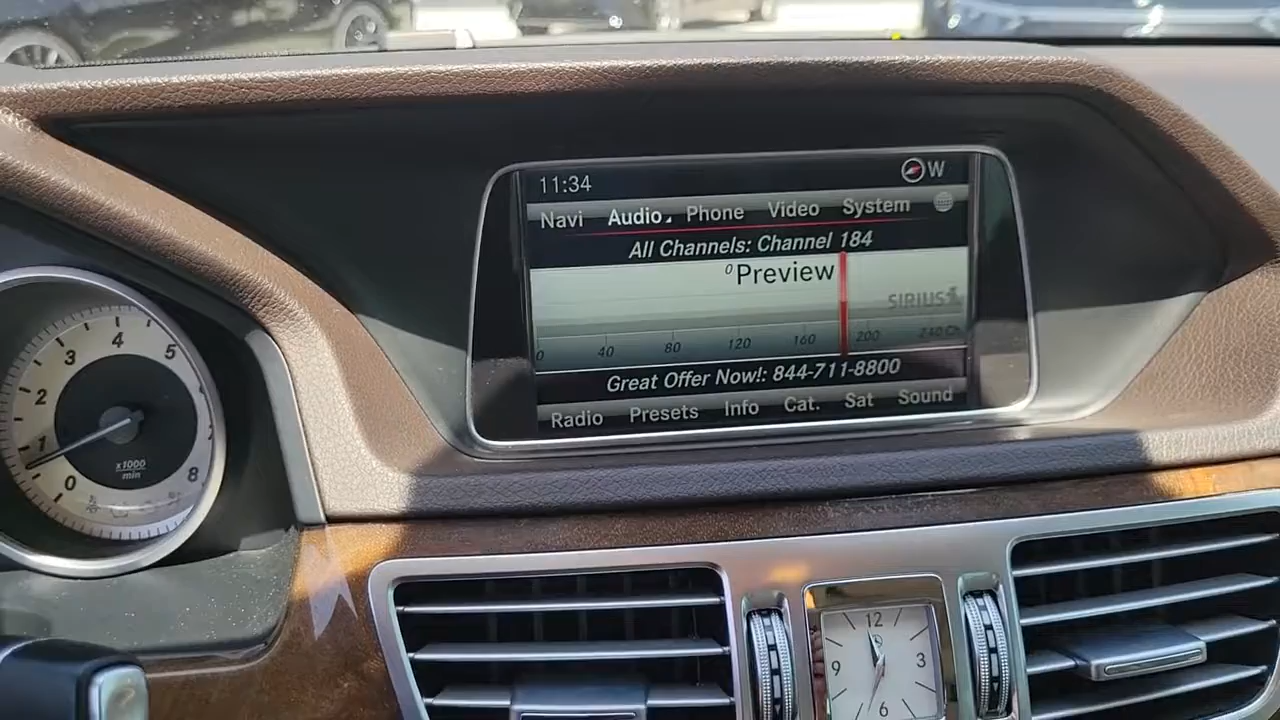 11:34 W
Navi Audio Phone Video System
All Channels: Channel 184
⁰Preview
SIRIUS
0 40 80 120 160 200 240 Ch
Great Offer Now!: 844-711-8800
Radio Presets Info Cat. Sat Sound
0 1 2 3 4 5 8
x1000
min
12
9 3
6